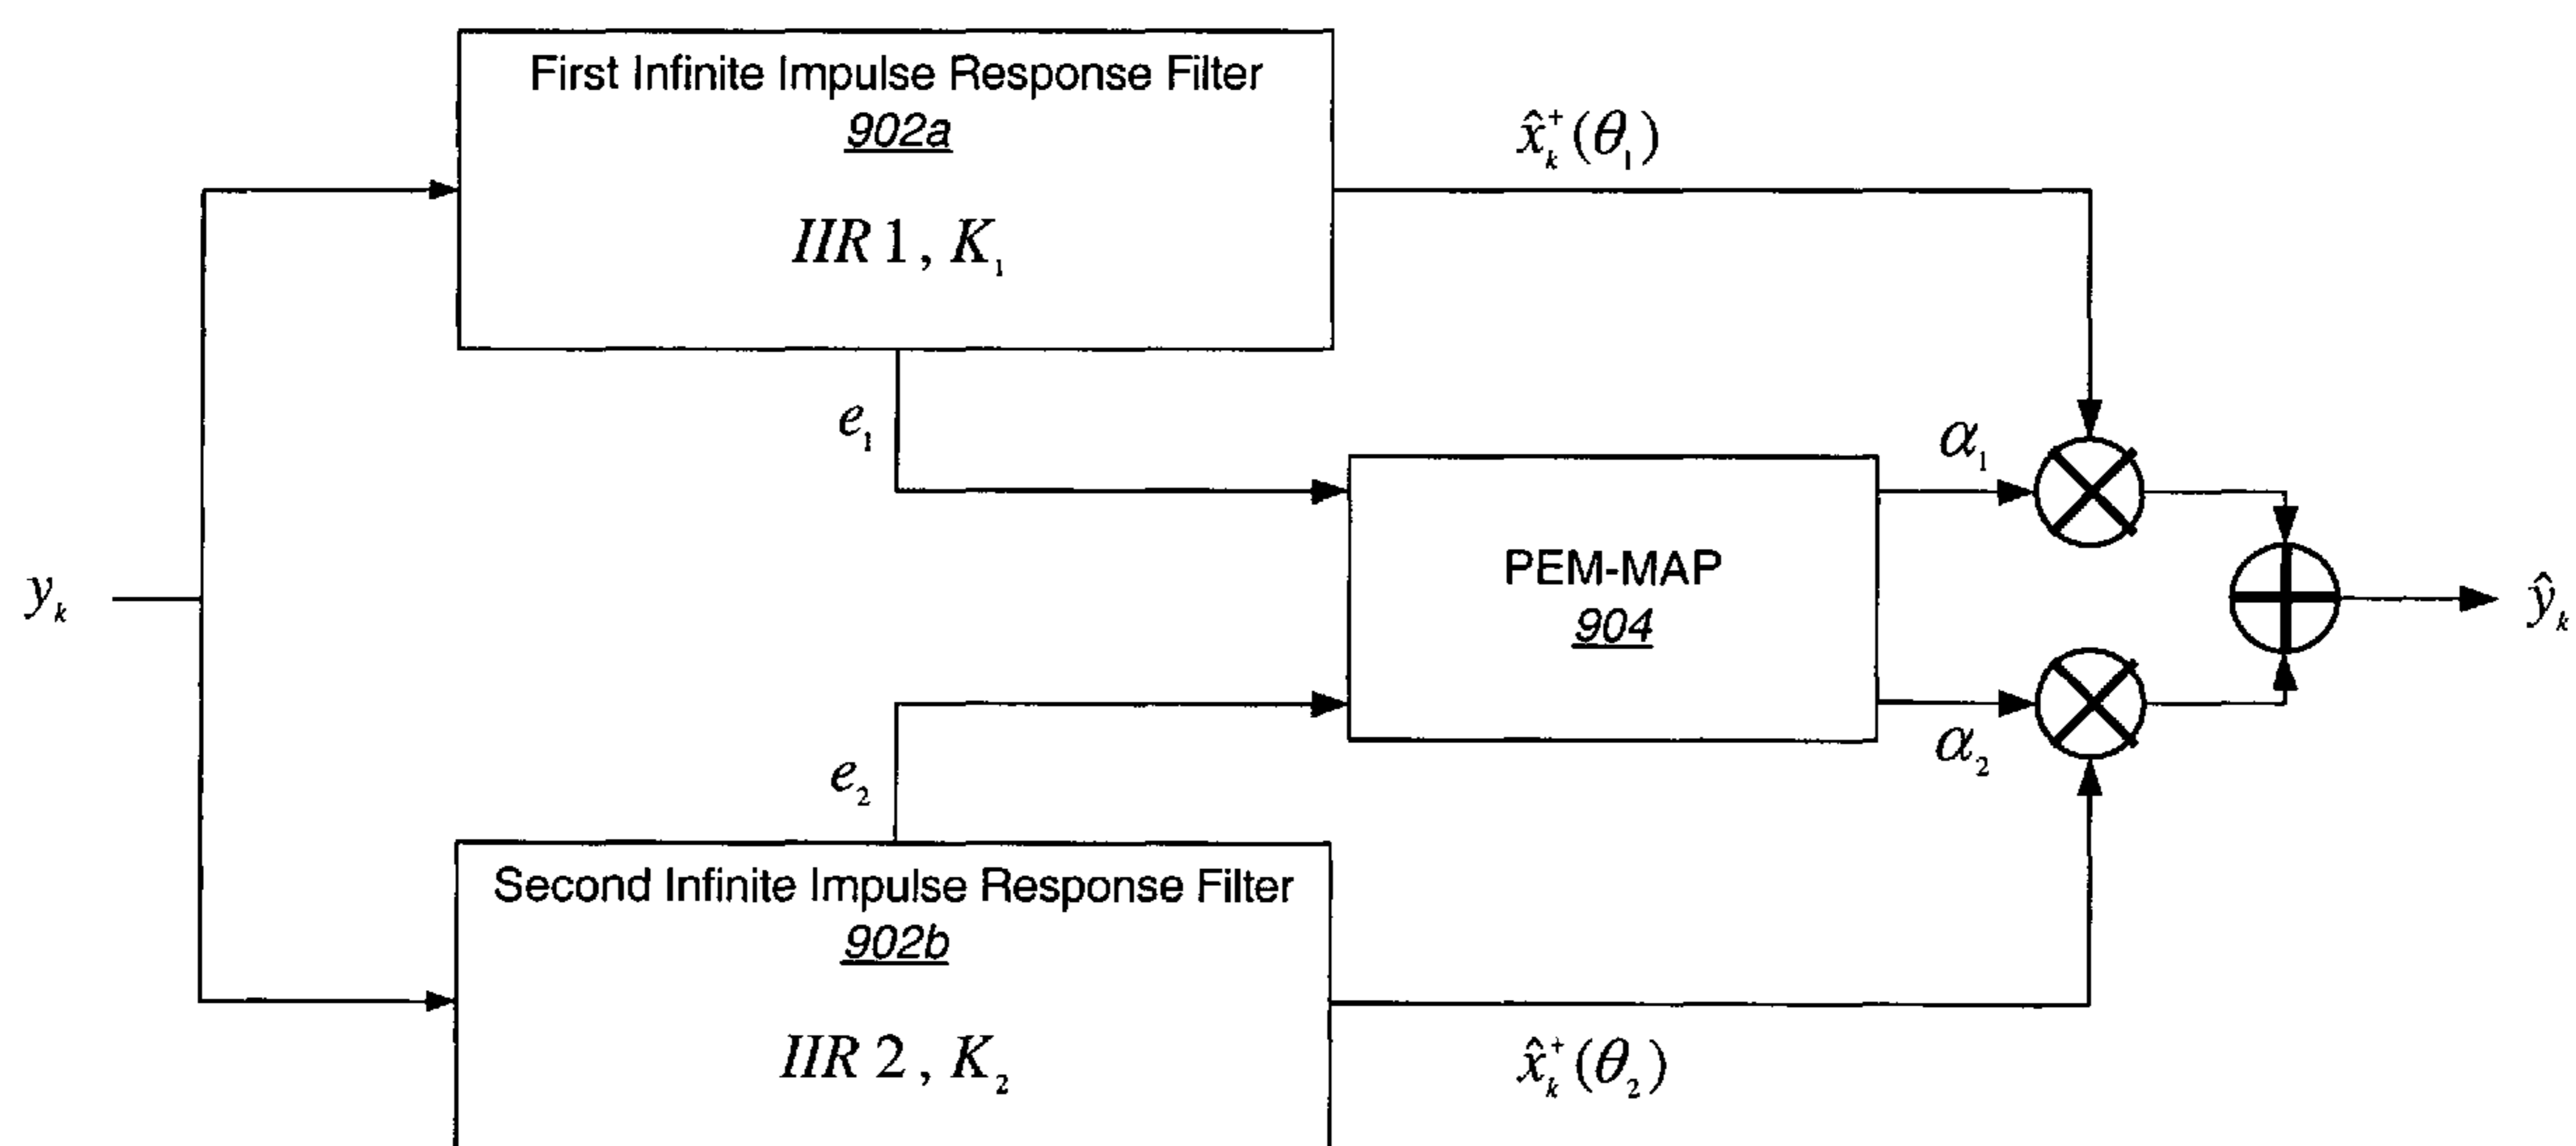 First Infinite Impulse Response Filter
902a
IIR 1, K₁
x̂ₖ⁺(θ₁)
e₁
α₁
PEM-MAP
904
yₖ
ŷₖ
α₂
e₂
Second Infinite Impulse Response Filter
902b
IIR 2, K₂
x̂ₖ⁺(θ₂)